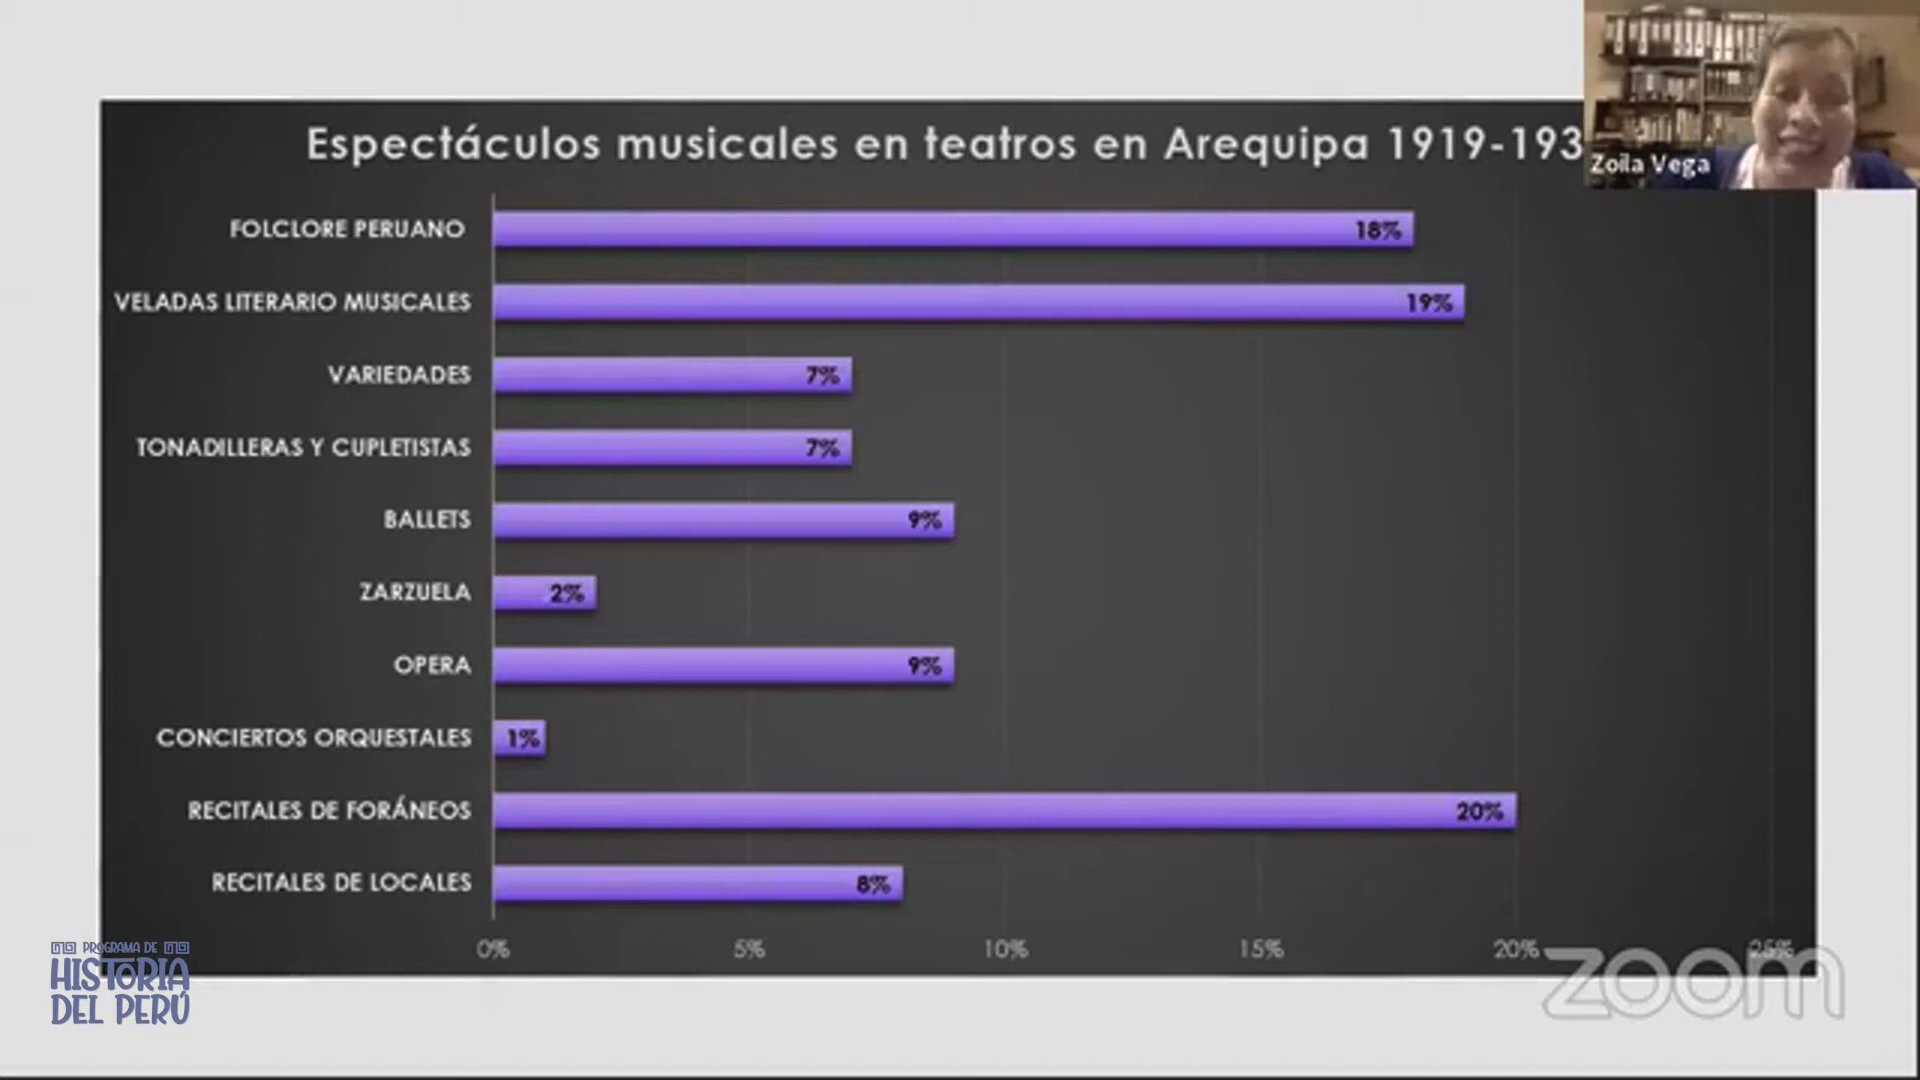 Espectáculos musicales en teatros en Arequipa 1919-193
Zoila Vega
FOLCLORE PERUANO 18%
VELADAS LITERARIO MUSICALES 19%
VARIEDADES 7%
TONADILLERAS Y CUPLETISTAS 7%
BALLETS 9%
ZARZUELA 2%
OPERA 9%
CONCIERTOS ORQUESTALES 1%
RECITALES DE FORÁNEOS 20%
RECITALES DE LOCALES 8%
0% 5% 10% 15% 20% 25%
PROGRAMA DE
HISTORIA
DEL PERÚ
zoom